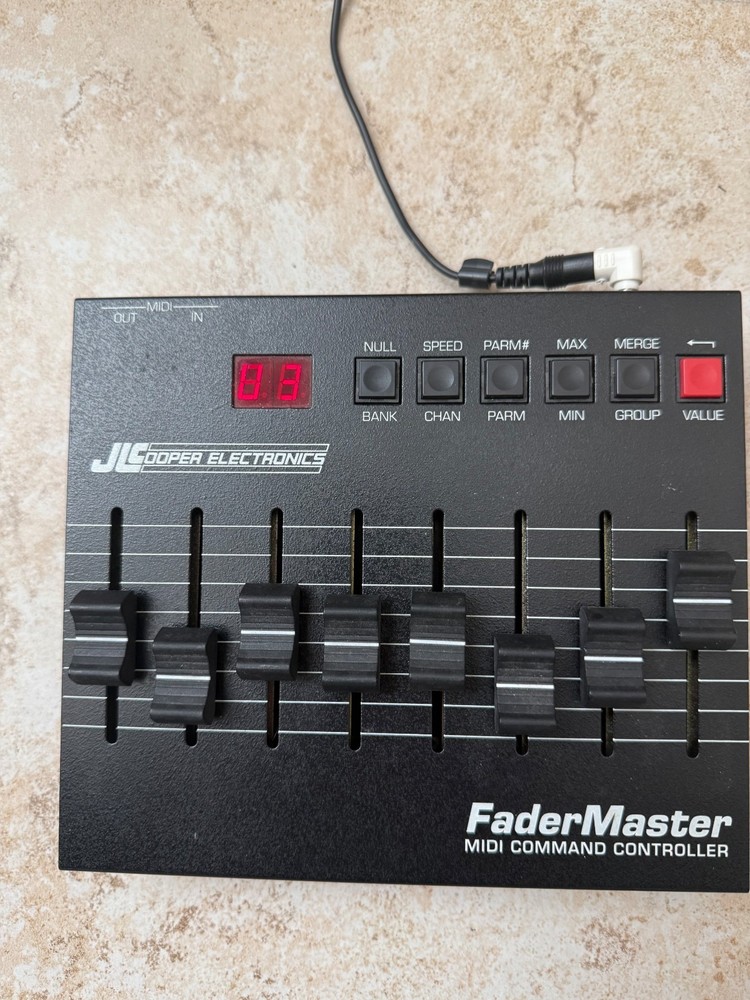 MIDI
OUT IN
NULL SPEED PARM# MAX MERGE
83
BANK CHAN PARM MIN GROUP VALUE
JLCOOPER ELECTRONICS
FaderMaster
MIDI COMMAND CONTROLLER